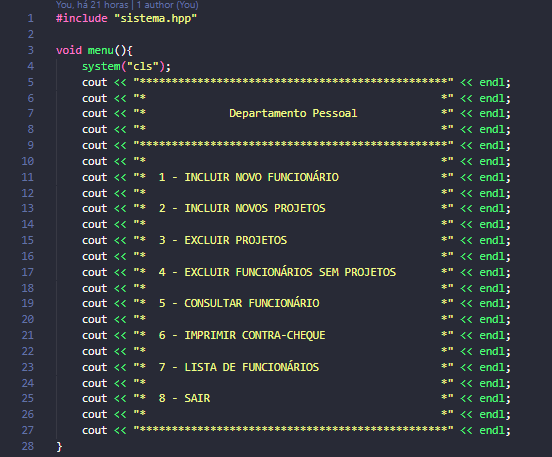 You, há 21 horas | 1 author (You)
1 #include "sistema.hpp"
2
3 void menu(){
4     system("cls");
5     cout << "************************************************" << endl;
6     cout << "*                                              *" << endl;
7     cout << "*             Departamento Pessoal             *" << endl;
8     cout << "*                                              *" << endl;
9     cout << "************************************************" << endl;
10     cout << "*                                              *" << endl;
11     cout << "*  1 - INCLUIR NOVO FUNCIONÁRIO                *" << endl;
12     cout << "*                                              *" << endl;
13     cout << "*  2 - INCLUIR NOVOS PROJETOS                  *" << endl;
14     cout << "*                                              *" << endl;
15     cout << "*  3 - EXCLUIR PROJETOS                        *" << endl;
16     cout << "*                                              *" << endl;
17     cout << "*  4 - EXCLUIR FUNCIONÁRIOS SEM PROJETOS       *" << endl;
18     cout << "*                                              *" << endl;
19     cout << "*  5 - CONSULTAR FUNCIONÁRIO                   *" << endl;
20     cout << "*                                              *" << endl;
21     cout << "*  6 - IMPRIMIR CONTRA-CHEQUE                  *" << endl;
22     cout << "*                                              *" << endl;
23     cout << "*  7 - LISTA DE FUNCIONÁRIOS                   *" << endl;
24     cout << "*                                              *" << endl;
25     cout << "*  8 - SAIR                                    *" << endl;
26     cout << "*                                              *" << endl;
27     cout << "************************************************" << endl;
28 }